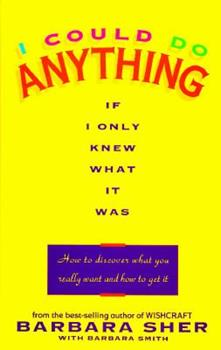 I COULD DO
ANYTHING
IF
I ONLY
KNEW
WHAT
IT
WAS
How to discover what you
really want and how to get it
from the best-selling author of WISHCRAFT
BARBARA SHER
WITH BARBARA SMITH